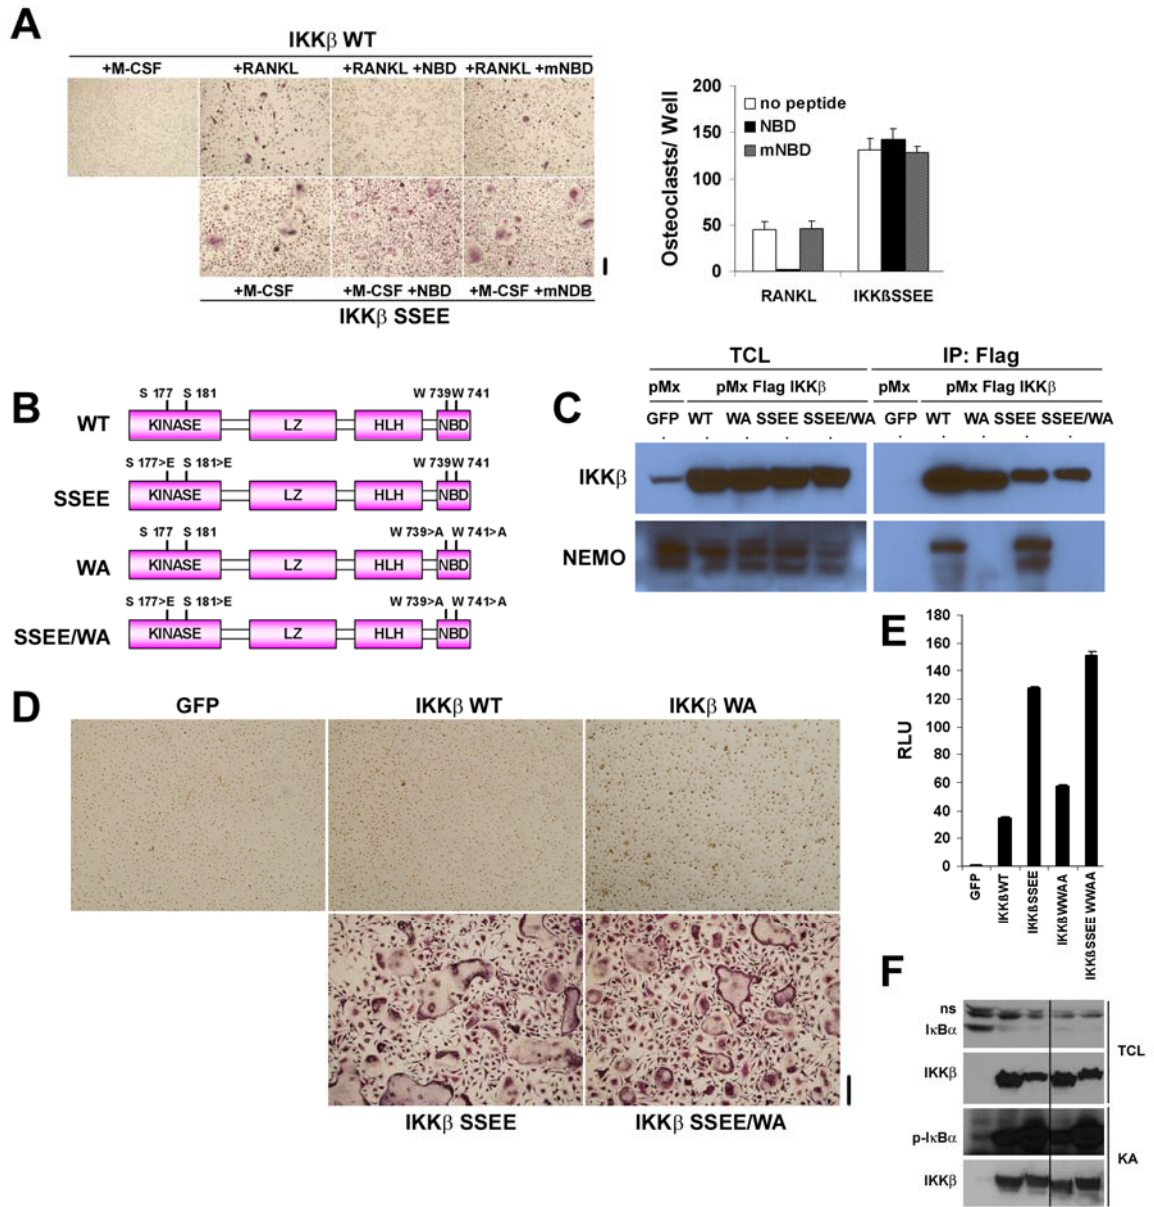 A
IKKβ WT
+M-CSF +RANKL +RANKL +NBD +RANKL +mNBD
+M-CSF +M-CSF +NBD +M-CSF +mNDB
IKKβ SSEE
200
150
100
50
0
Osteoclasts/ Well
no peptide
NBD
mNBD
RANKL IKKßSSEE
B
S 177 S 181 W 739 W 741
WT KINASE LZ HLH NBD
S 177>E S 181>E W 739 W 741
SSEE KINASE LZ HLH NBD
S 177 S 181 W 739>A W 741>A
WA KINASE LZ HLH NBD
S 177>E S 181>E W 739>A W 741>A
SSEE/WA KINASE LZ HLH NBD
C
TCL IP: Flag
pMx pMx Flag IKKβ pMx pMx Flag IKKβ
GFP WT WA SSEE SSEE/WA GFP WT WA SSEE SSEE/WA
IKKβ
NEMO
D
GFP IKKβ WT IKKβ WA
IKKβ SSEE IKKβ SSEE/WA
E
180
160
140
120
100
80
60
40
20
0
RLU
GFP
IKKßWT
IKKßSSEE
IKKßWWAA
IKKßSSEE WWAA
F
ns
IκBα
IKKβ
TCL
p-IκBα
IKKβ
KA